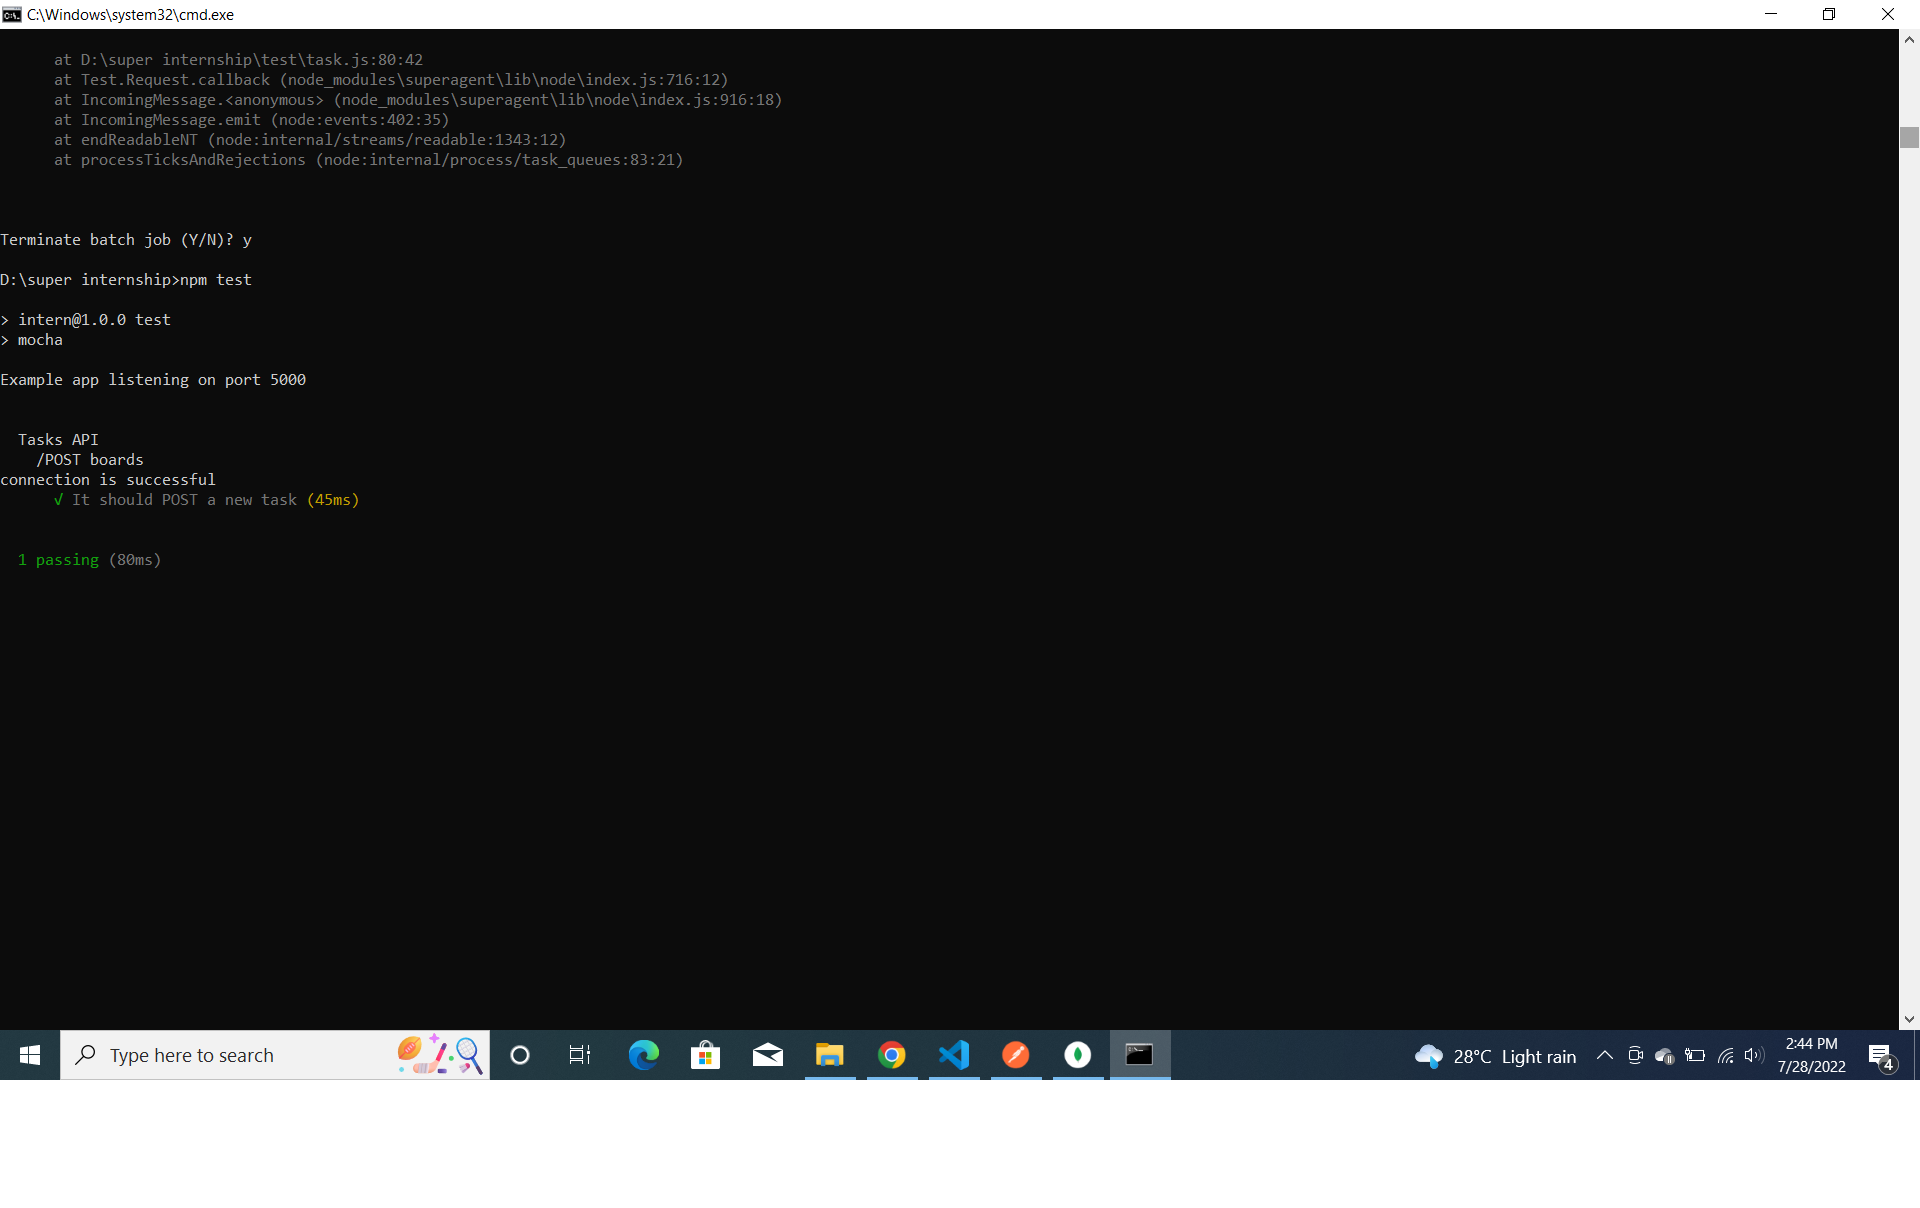 C:\Windows\system32\cmd.exe
at D:\super internship\test\task.js:80:42
at Test.Request.callback (node_modules\superagent\lib\node\index.js:716:12)
at IncomingMessage.<anonymous> (node_modules\superagent\lib\node\index.js:916:18)
at IncomingMessage.emit (node:events:402:35)
at endReadableNT (node:internal/streams/readable:1343:12)
at processTicksAndRejections (node:internal/process/task_queues:83:21)
Terminate batch job (Y/N)? y
D:\super internship>npm test
> intern@1.0.0 test
> mocha
Example app listening on port 5000
Tasks API
/POST boards
connection is successful
√ It should POST a new task (45ms)
1 passing (80ms)
Type here to search
28°C Light rain
2:44 PM
7/28/2022
4